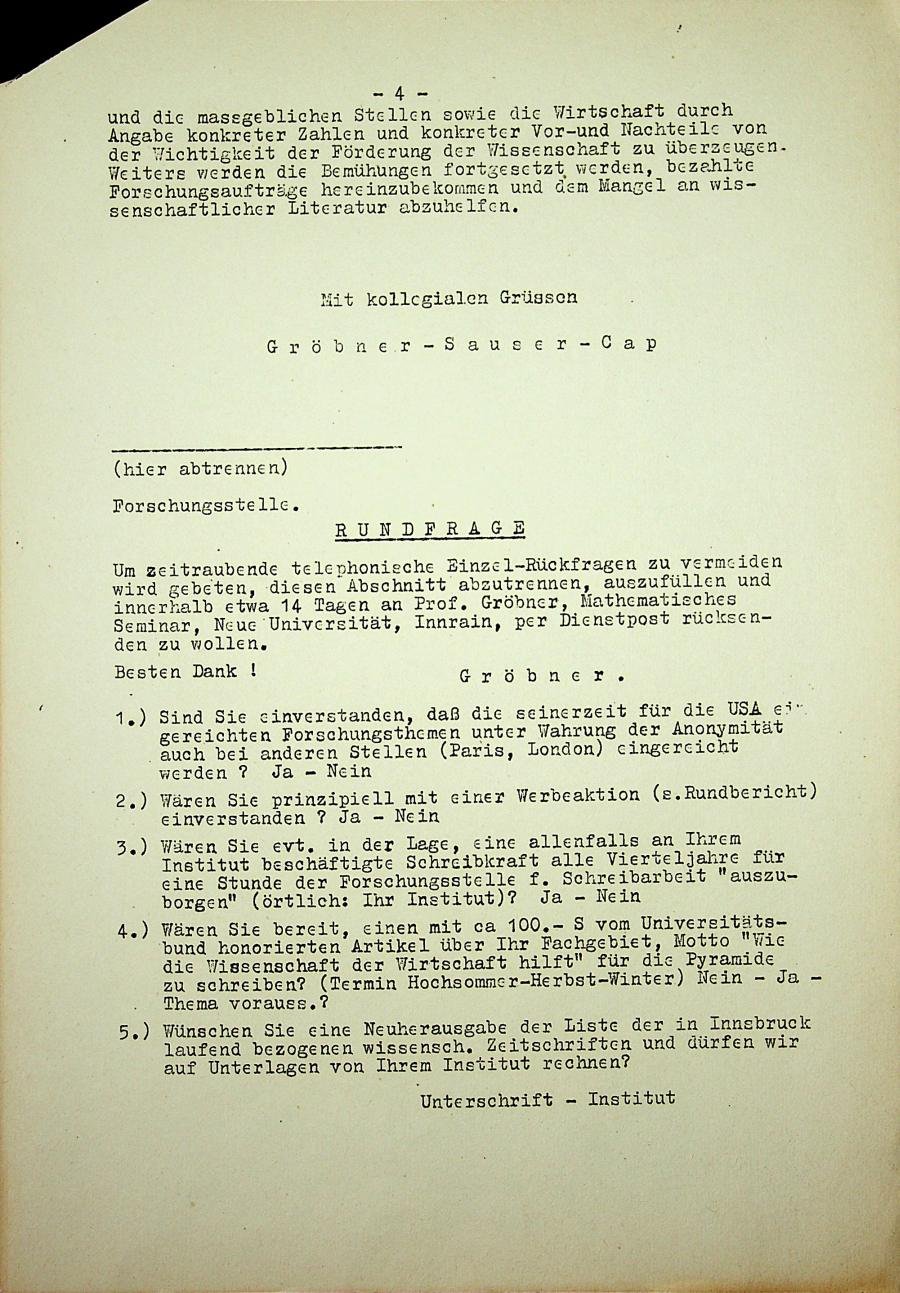 - 4 -
und die massgeblichen Stellen sowie die Wirtschaft durch
Angabe konkreter Zahlen und konkreter Vor-und Nachteile von
der Wichtigkeit der Förderung der Wissenschaft zu überzeugen.
Weiters werden die Bemühungen fortgesetzt werden, bezahlte
Forschungsaufträge hereinzubekommen und dem Mangel an wis-
senschaftlicher Literatur abzuhelfen.
Mit kollegialen Grüssen
G r ö b n e r - S a u s e r - C a p
(hier abtrennen)
Forschungsstelle.
R U N D F R A G E
Um zeitraubende telephonische Einzel-Rückfragen zu vermeiden
wird gebeten, diesen Abschnitt abzutrennen, auszufüllen und
innerhalb etwa 14 Tagen an Prof. Gröbner, Mathematisches
Seminar, Neue Universität, Innrain, per Dienstpost rücksen-
den zu wollen.
Besten Dank ! G r ö b n e r .
1.) Sind Sie einverstanden, daß die seinerzeit für die USA
gereichten Forschungsthemen unter Wahrung der Anonymität
auch bei anderen Stellen (Paris, London) eingereicht
werden ? Ja - Nein
2.) Wären Sie prinzipiell mit einer Werbeaktion (s.Rundbericht)
einverstanden ? Ja - Nein
3.) Wären Sie evt. in der Lage, eine allenfalls an Ihrem
Institut beschäftigte Schreibkraft alle Vierteljahre für
eine Stunde der Forschungsstelle f. Schreibarbeit "auszu-
borgen" (örtlich: Ihr Institut)? Ja - Nein
4.) Wären Sie bereit, einen mit ca 100.- S vom Universitäts-
bund honorierten Artikel über Ihr Fachgebiet, Motto "Wie
die Wissenschaft der Wirtschaft hilft" für die Pyramide
zu schreiben? (Termin Hochsommer-Herbst-Winter) Nein - Ja -
Thema vorauss.?
5.) Wünschen Sie eine Neuherausgabe der Liste der in Innsbruck
laufend bezogenen wissensch. Zeitschriften und dürfen wir
auf Unterlagen von Ihrem Institut rechnen?
Unterschrift - Institut